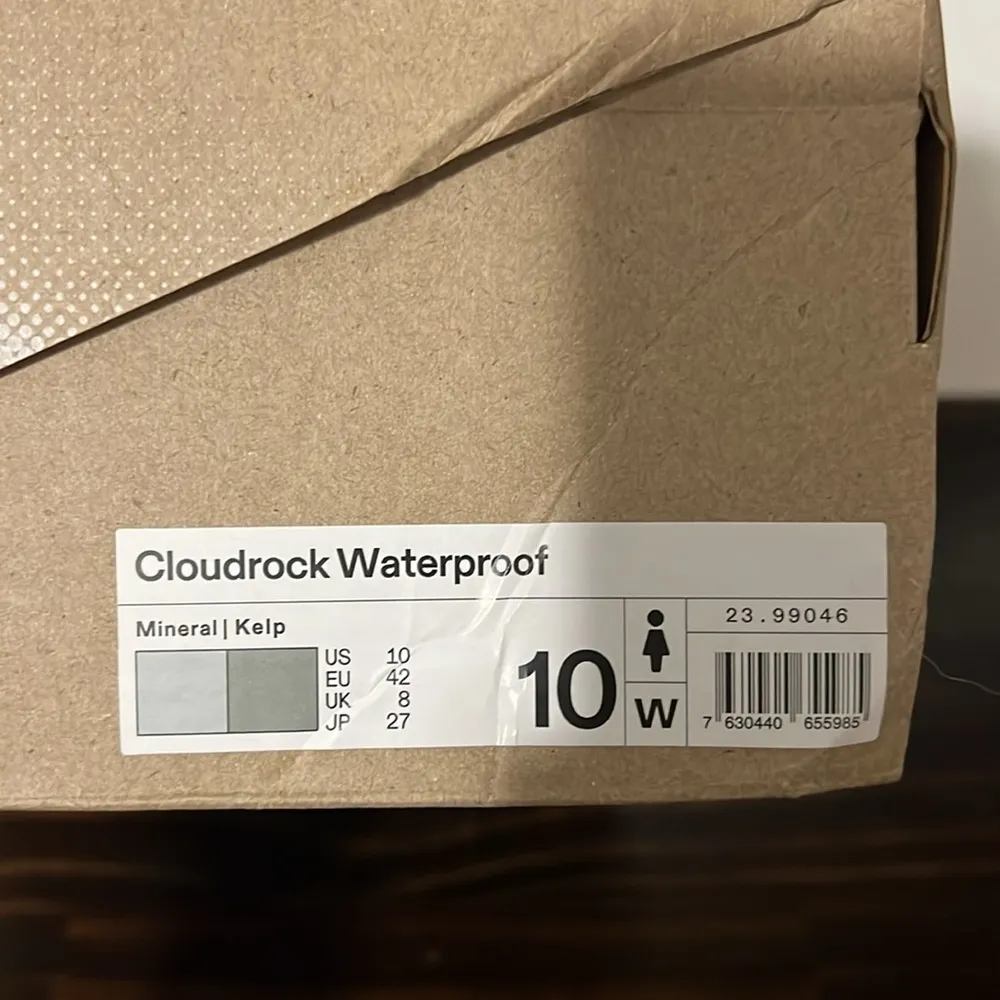 Cloudrock Waterproof
Mineral | Kelp
US 10
EU 42
UK 8
JP 27
10
W
23.99046
7 630440 655985